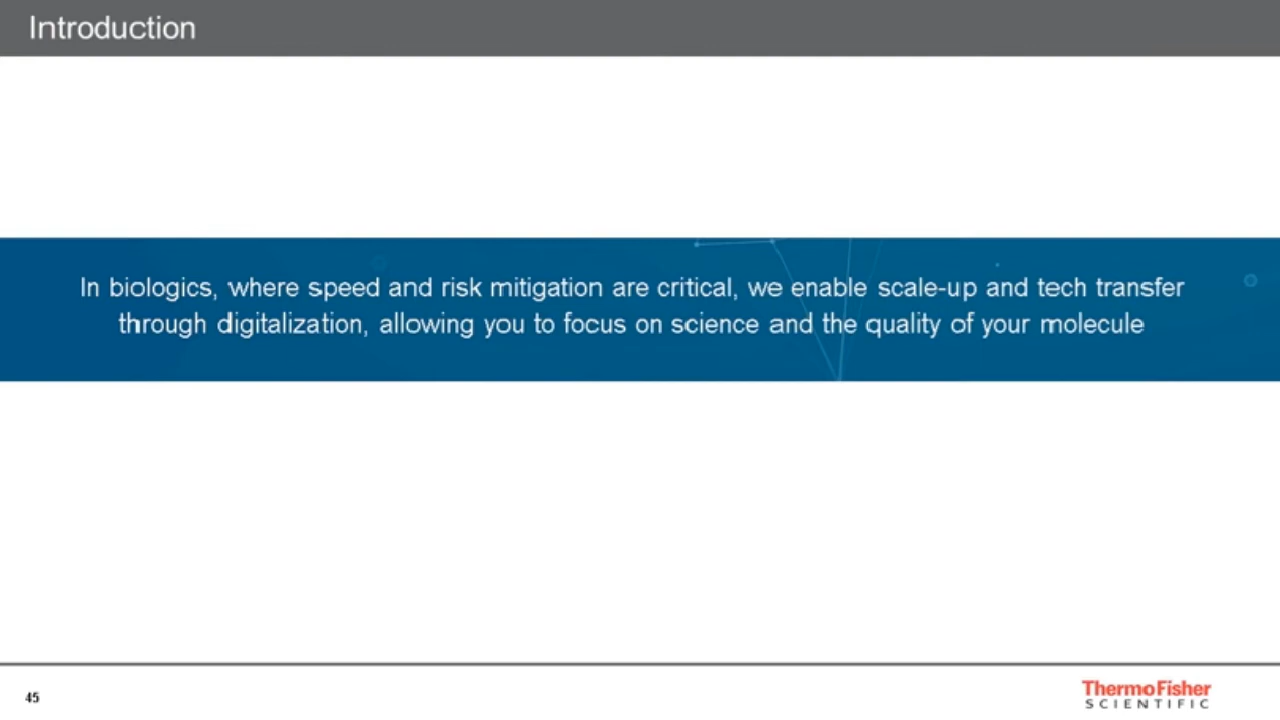 Introduction
In biologics, where speed and risk mitigation are critical, we enable scale-up and tech transfer
through digitalization, allowing you to focus on science and the quality of your molecule
45
ThermoFisher
SCIENTIFIC